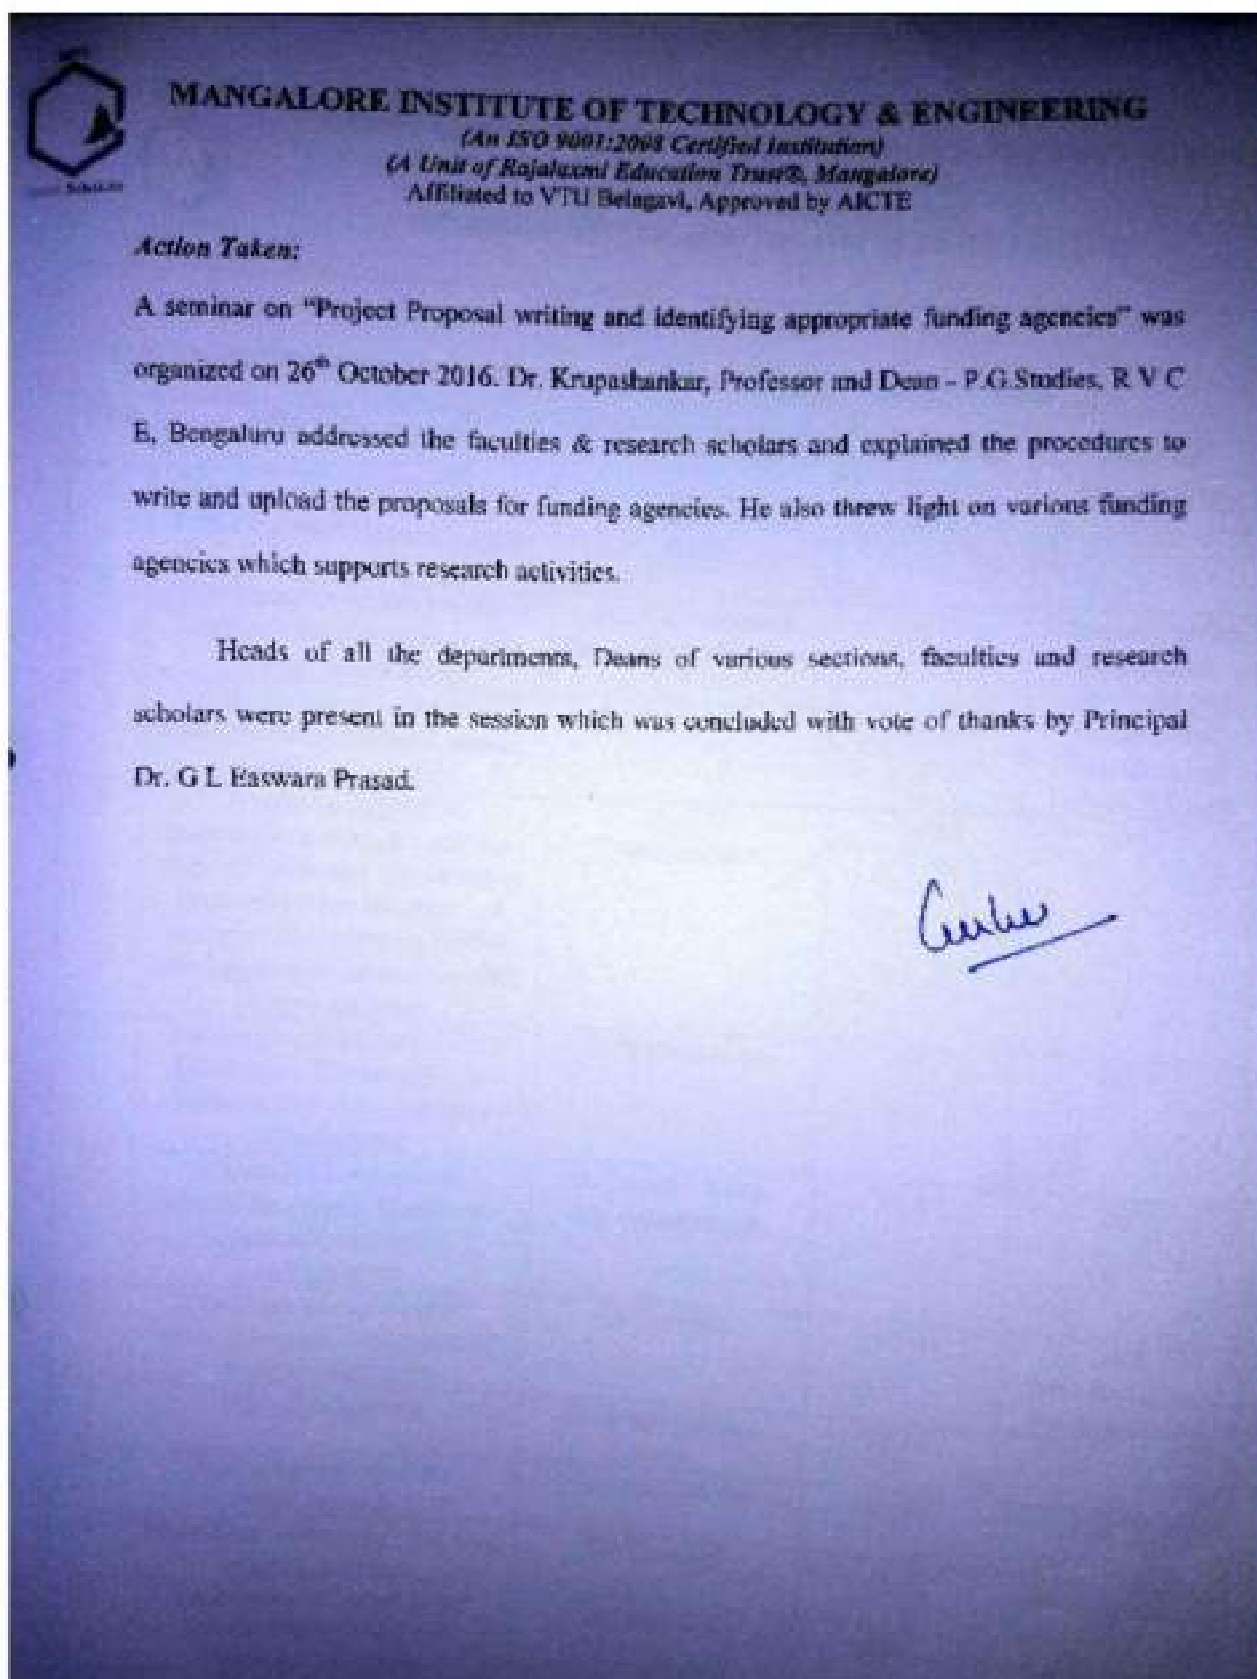 MANGALORE INSTITUTE OF TECHNOLOGY & ENGINEERING
(An ISO 9001:2008 Certified Institution)
(A Unit of Rajalaxmi Education Trust®, Mangalore)
Affiliated to VTU Belagavi, Approved by AICTE
Action Taken:
A seminar on “Project Proposal writing and identifying appropriate funding agencies” was
organized on 26th October 2016. Dr. Krupashankar, Professor and Dean – P.G.Studies, R V C
E, Bengaluru addressed the faculties & research scholars and explained the procedures to
write and upload the proposals for funding agencies. He also threw light on various funding
agencies which supports research activities.
Heads of all the departments, Deans of various sections, faculties and research
scholars were present in the session which was concluded with vote of thanks by Principal
Dr. G L Easwara Prasad.